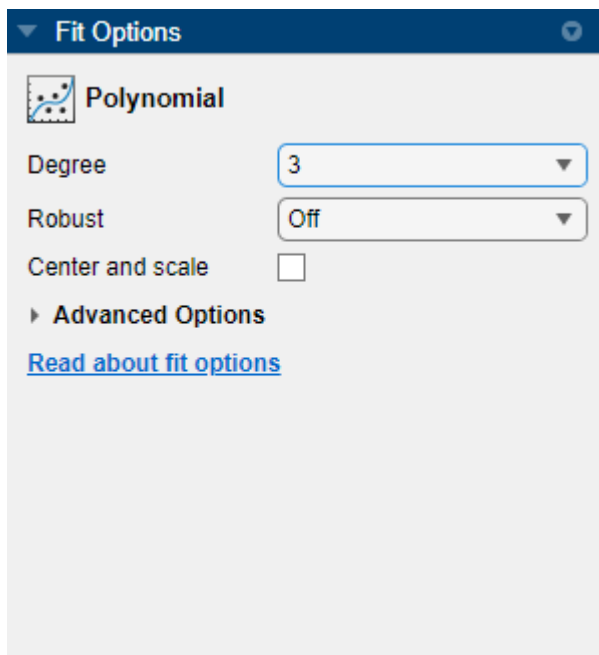 Fit Options
Polynomial
Degree 3
Robust Off
Center and scale
Advanced Options
Read about fit options